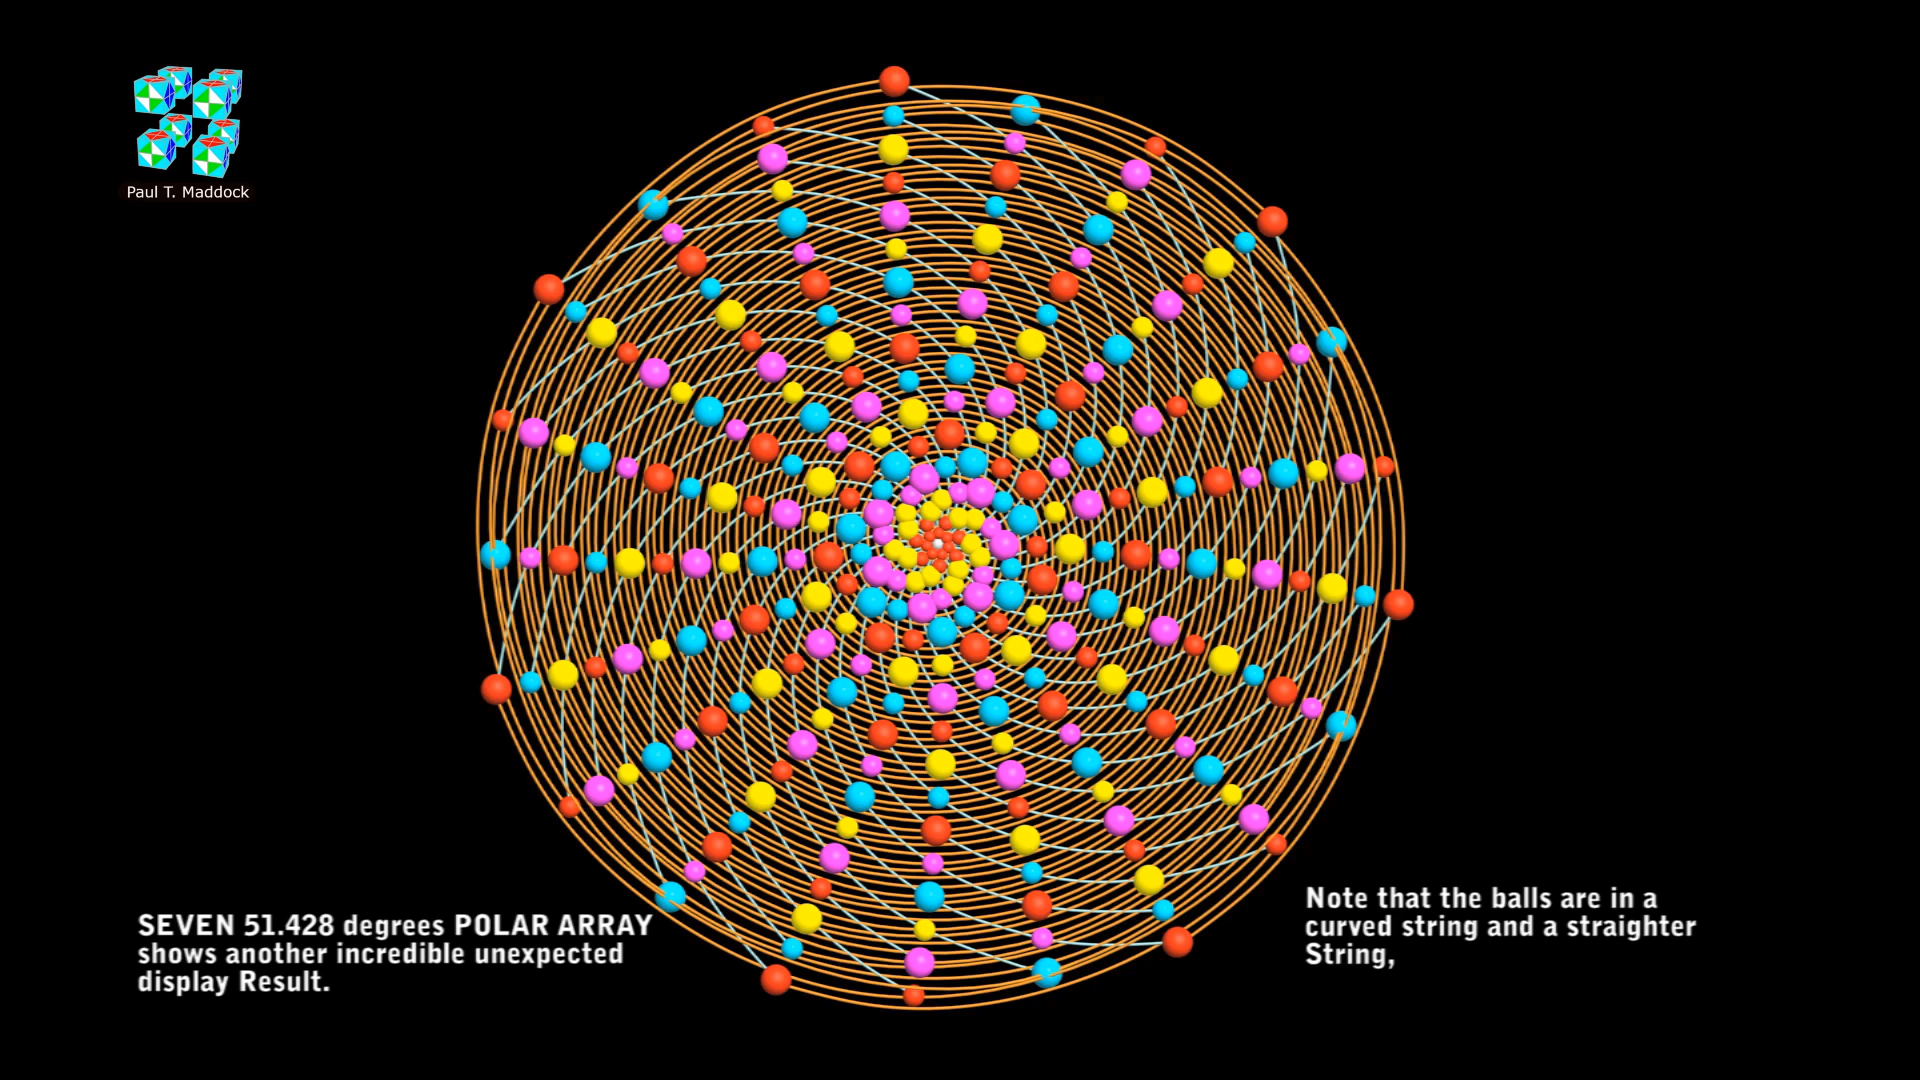 Paul T. Maddock
SEVEN 51.428 degrees POLAR ARRAY
shows another incredible unexpected
display Result.
Note that the balls are in a
curved string and a straighter
String,